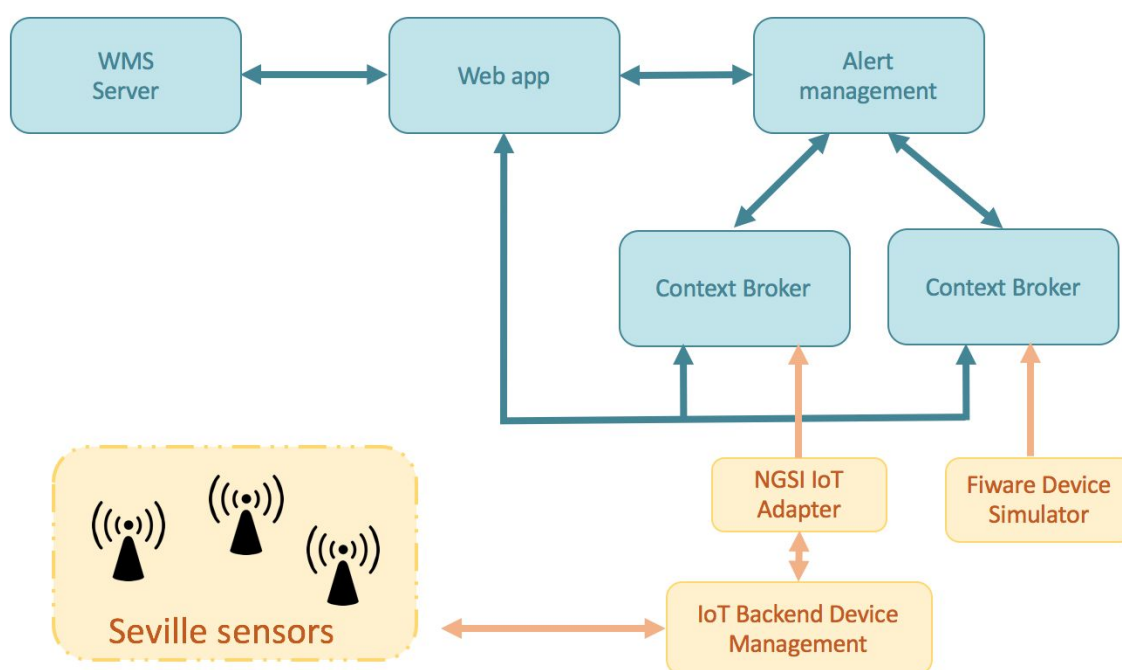 WMS
Server
Web app
Alert
management
Context Broker
Context Broker
NGSI IoT
Adapter
Fiware Device
Simulator
Seville sensors
IoT Backend Device
Management